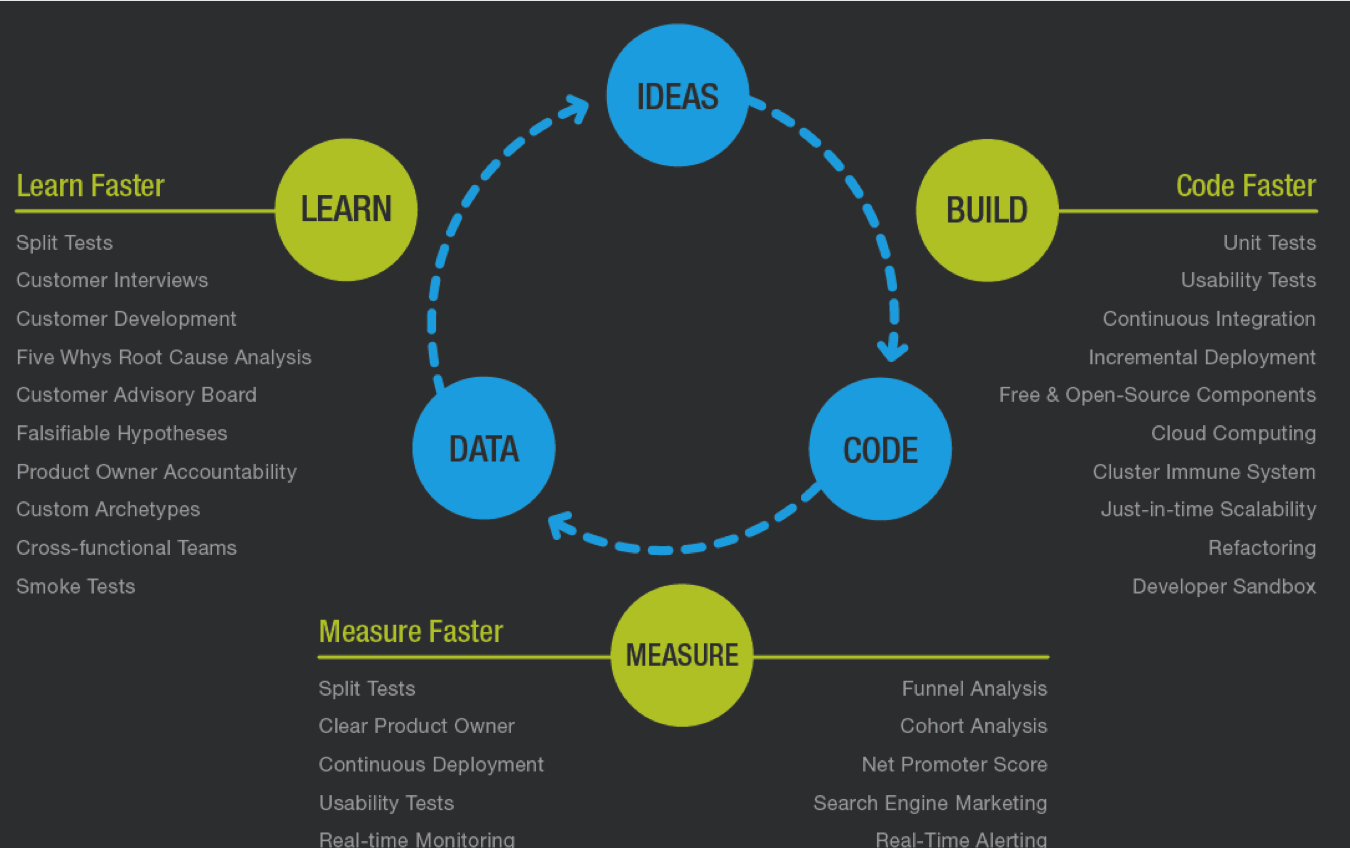 IDEAS
LEARN
BUILD
Learn Faster
Split Tests
Customer Interviews
Customer Development
Five Whys Root Cause Analysis
Customer Advisory Board
Falsifiable Hypotheses
Product Owner Accountability
Custom Archetypes
Cross-functional Teams
Smoke Tests
Code Faster
Unit Tests
Usability Tests
Continuous Integration
Incremental Deployment
Free & Open-Source Components
Cloud Computing
Cluster Immune System
Just-in-time Scalability
Refactoring
Developer Sandbox
DATA
CODE
Measure Faster
MEASURE
Split Tests
Clear Product Owner
Continuous Deployment
Usability Tests
Real-time Monitoring
Funnel Analysis
Cohort Analysis
Net Promoter Score
Search Engine Marketing
Real-Time Alerting